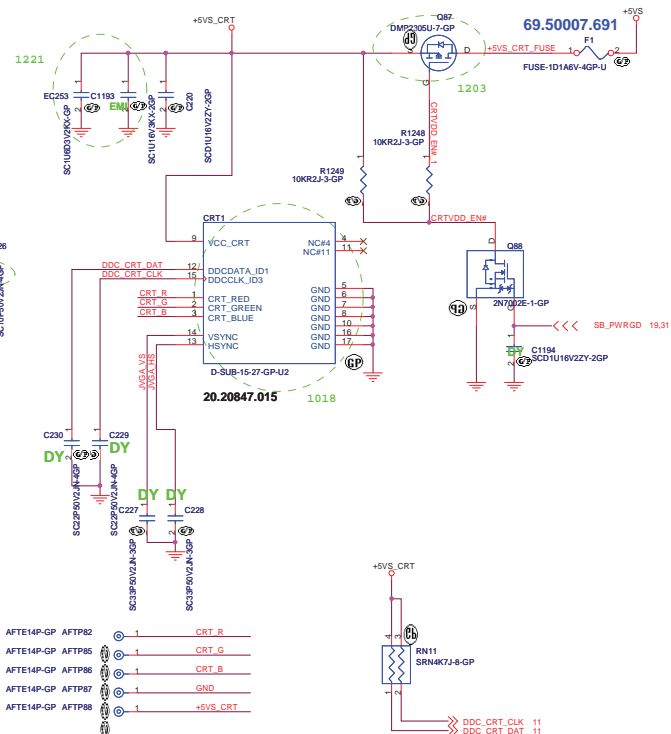 +5VS_CRT
Q87
DMP2305U-7-GP
69.50007.691
+5VS
F1
D
+5VS_CRT_FUSE
1
2
FUSE-1D1A6V-4GP-U
1221
1203
G
EC253
C1193
EMI
C220
SC1U6D3V2KX-GP
SC1U16V3KX-2GP
SCD1U16V2ZY-2GP
CRTVDD_EN#_1
R1248
10KR2J-3-GP
R1249
10KR2J-3-GP
CRTVDD_EN#
CRT1
9 VCC_CRT
NC#4 4
NC#11 11
DDC_CRT_DAT 12 DDCDATA_ID1
DDC_CRT_CLK 15 DDCCLK_ID3
CRT_R 1 CRT_RED
CRT_G 2 CRT_GREEN
CRT_B 3 CRT_BLUE
14 VSYNC
13 HSYNC
GND 5
GND 6
GND 7
GND 8
GND 10
GND 16
GND 17
JVGA_VS
JVGA_HS
D-SUB-15-27-GP-U2
20.20847.015
1018
GP
Q88
D
S
G
2N7002E-1-GP
SB_PWRGD 19,31
C1194
DY
SCD1U16V2ZY-2GP
C230
C229
DY
DY
SC22P50V2JN-4GP
SC22P50V2JN-4GP
DY
DY
C227
C228
SC33P50V2JN-3GP
SC33P50V2JN-3GP
AFTE14P-GP AFTP82 1 CRT_R
AFTE14P-GP AFTP85 1 CRT_G
AFTE14P-GP AFTP86 1 CRT_B
AFTE14P-GP AFTP87 1 GND
AFTE14P-GP AFTP88 1 +5VS_CRT
+5VS_CRT
4
3
RN11
SRN4K7J-8-GP
1
2
DDC_CRT_CLK 11
DDC_CRT_DAT 11